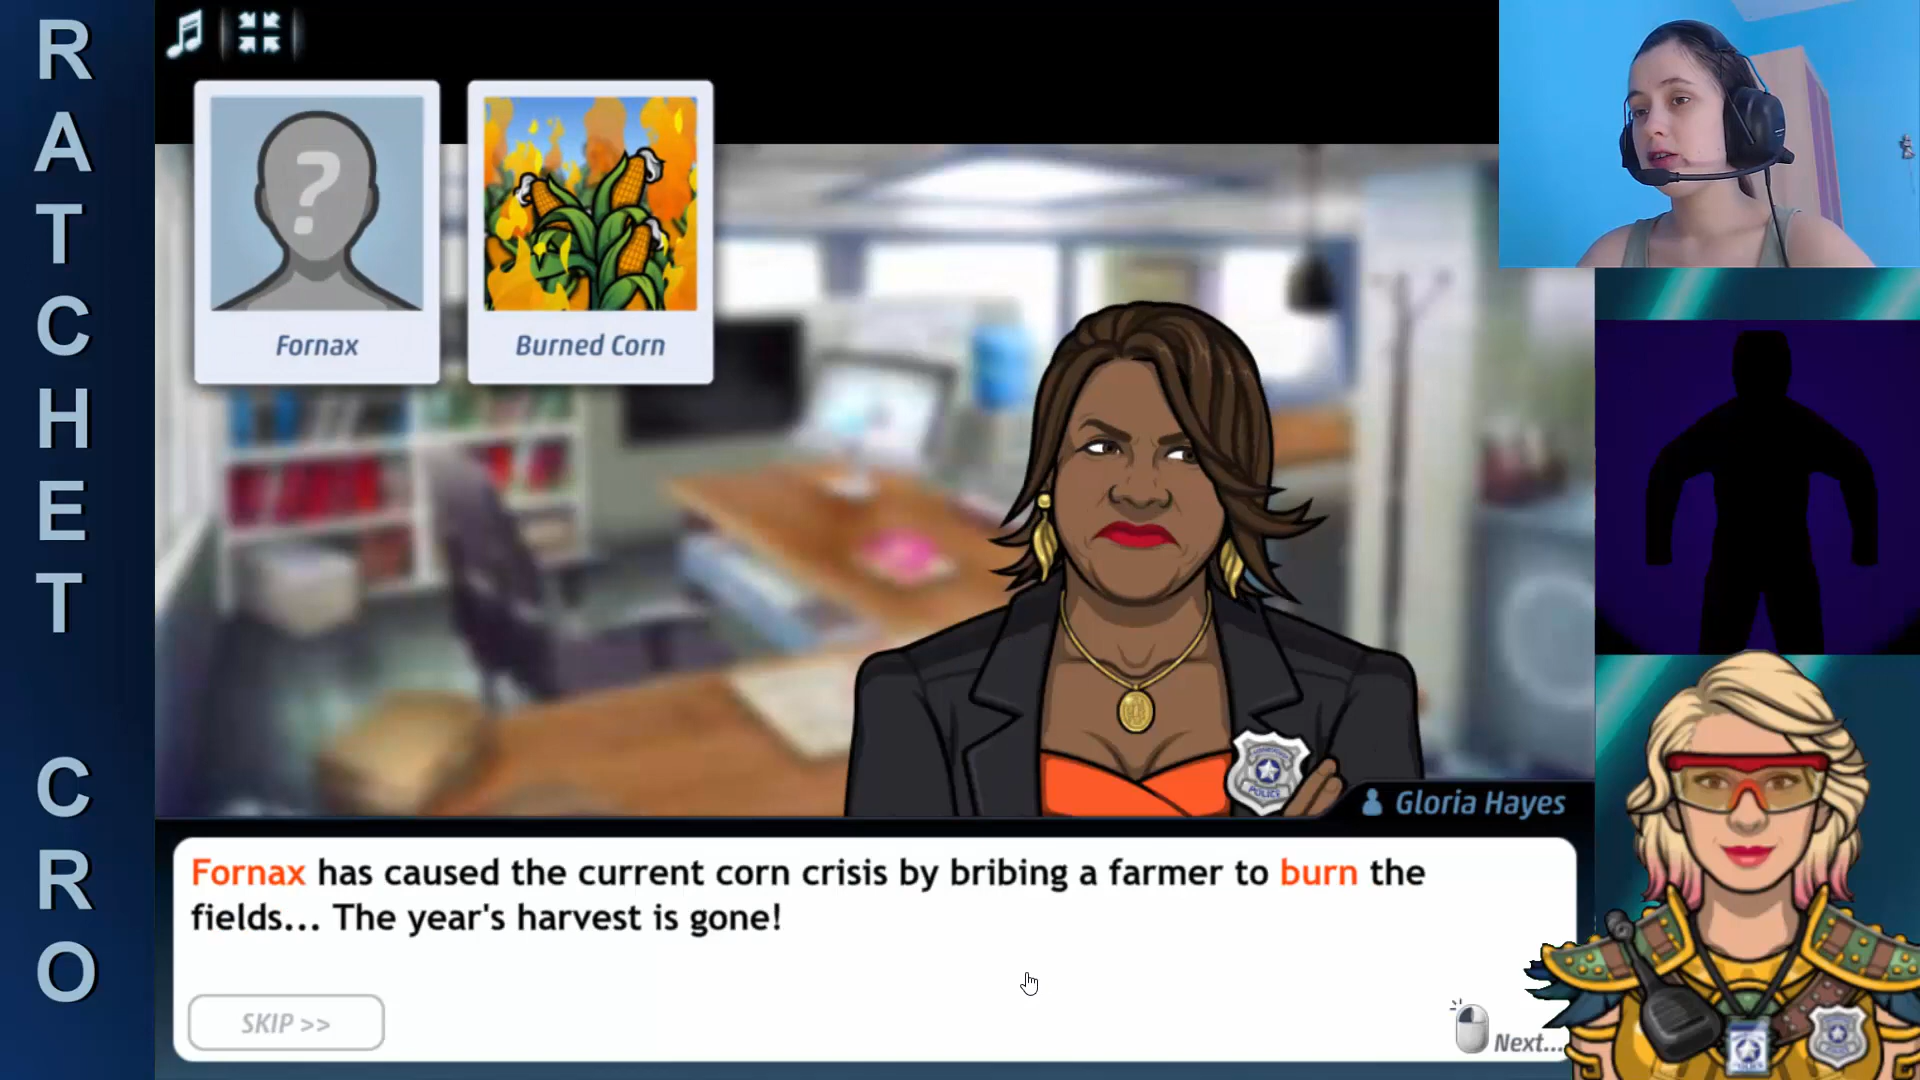 RATCHET CRO
Fornax
Burned Corn
POLICE
Gloria Hayes
Fornax has caused the current corn crisis by bribing a farmer to burn the
fields... The year's harvest is gone!
SKIP >>
Next...